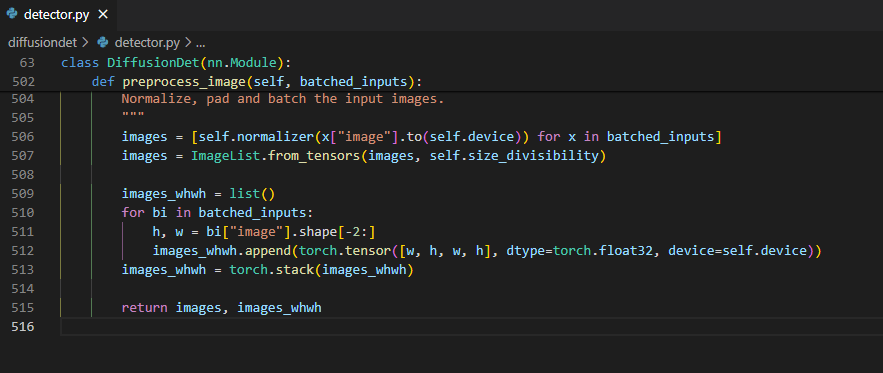 detector.py ×
diffusiondet > detector.py > ...
63 class DiffusionDet(nn.Module):
502     def preprocess_image(self, batched_inputs):
504         Normalize, pad and batch the input images.
505         """
506         images = [self.normalizer(x["image"].to(self.device)) for x in batched_inputs]
507         images = ImageList.from_tensors(images, self.size_divisibility)
508
509         images_whwh = list()
510         for bi in batched_inputs:
511             h, w = bi["image"].shape[-2:]
512             images_whwh.append(torch.tensor([w, h, w, h], dtype=torch.float32, device=self.device))
513         images_whwh = torch.stack(images_whwh)
514
515         return images, images_whwh
516